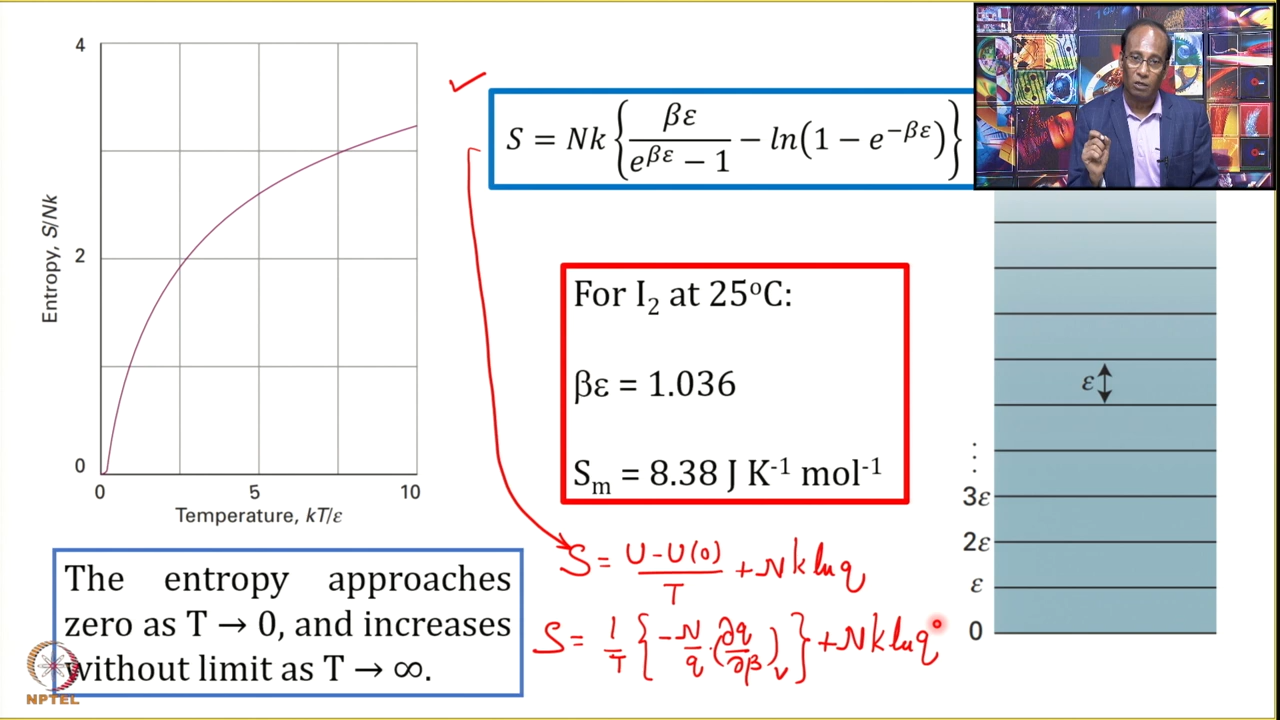 4
2
0
Entropy, S/Nk
0 5 10
Temperature, kT/ε
The entropy approaches
zero as T → 0, and increases
without limit as T → ∞.
NPTEL
✓
S = Nk { βε / (e^{βε} − 1) − ln(1 − e^{−βε}) }
For I₂ at 25°C:
βε = 1.036
Sₘ = 8.38 J K⁻¹ mol⁻¹
S = (U − U(0)) / T + Nk ln q
S = 1/T { − N/q · (∂q/∂β)ᵥ } + Nk ln q
ε
⋮
3ε
2ε
ε
0